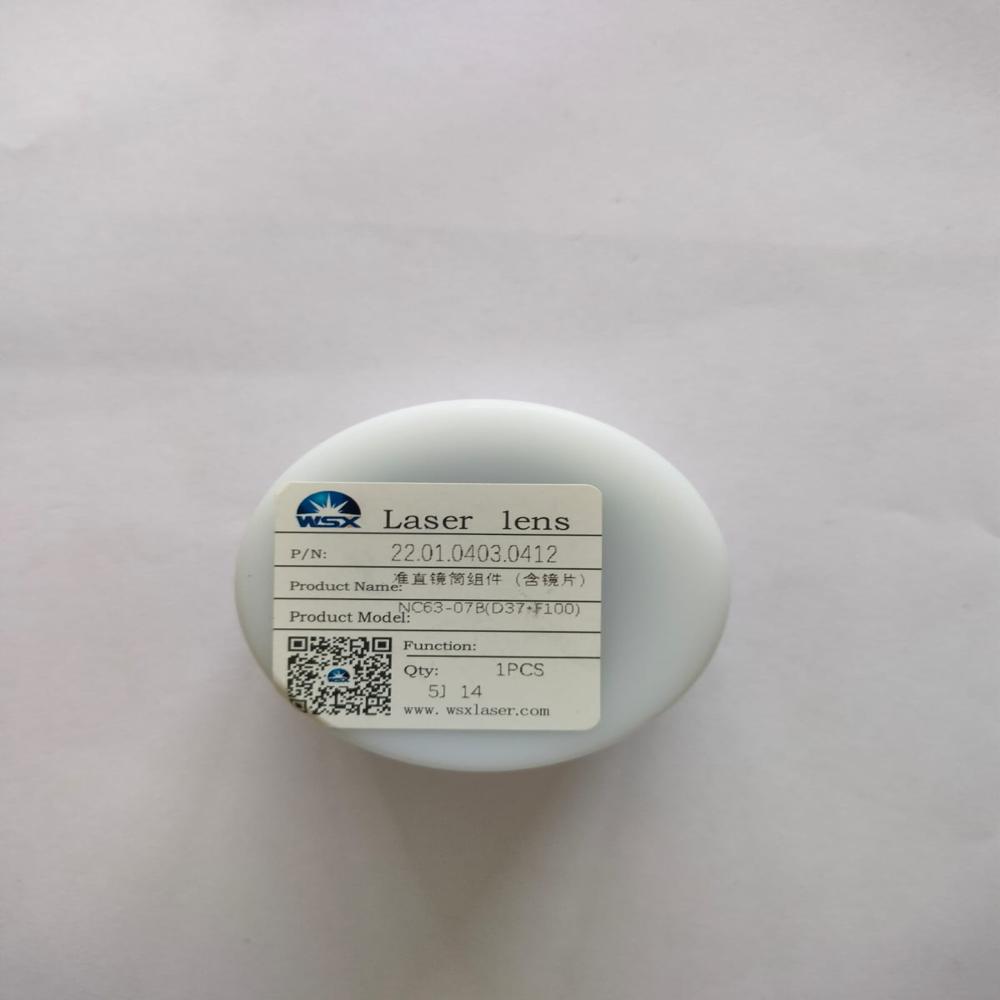 WSX Laser lens
P/N: 22.01.0403.0412
Product Name: 准直镜筒组件 (含镜片)
Product Model: NC63-07B(D37*F100)
Function:
Qty: 1PCS
5J 14
www.wsxlaser.com